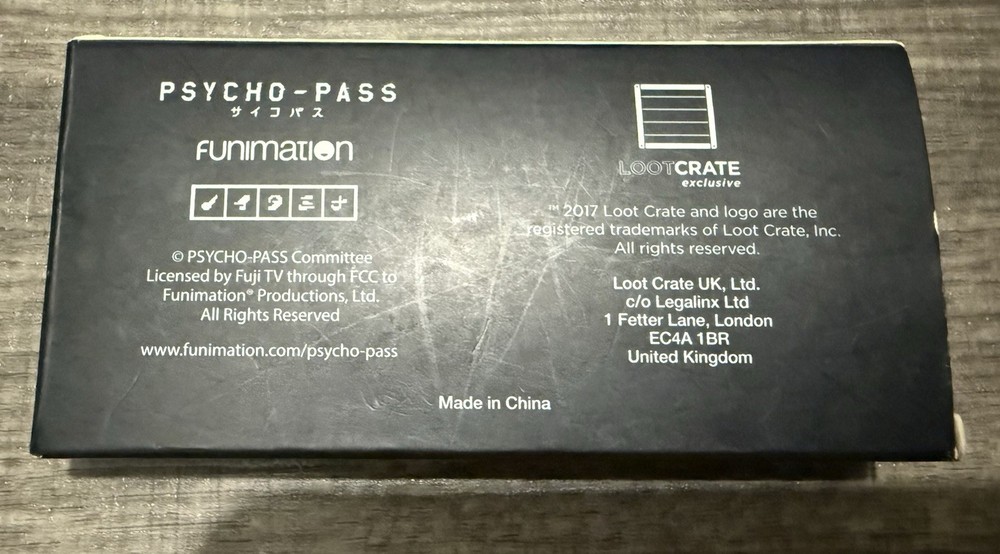 PSYCHO-PASS
サイコパス
FUNIMATION
© PSYCHO-PASS Committee
Licensed by Fuji TV through FCC to
Funimation® Productions, Ltd.
All Rights Reserved
www.funimation.com/psycho-pass
LOOTCRATE
exclusive
™ 2017 Loot Crate and logo are the
registered trademarks of Loot Crate, Inc.
All rights reserved.
Loot Crate UK, Ltd.
c/o Legalinx Ltd
1 Fetter Lane, London
EC4A 1BR
United Kingdom
Made in China